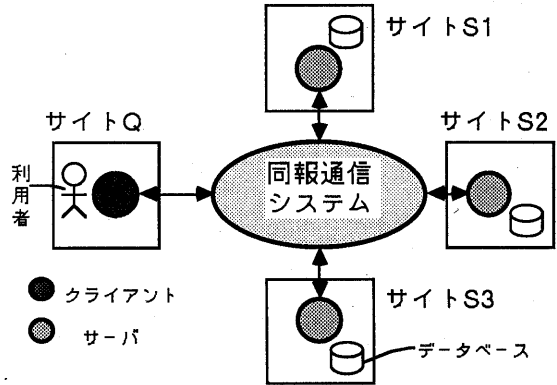 サイトS1
サイトQ
サイトS2
利用者
同報通信
システム
クライアント
サーバ
サイトS3
データベース